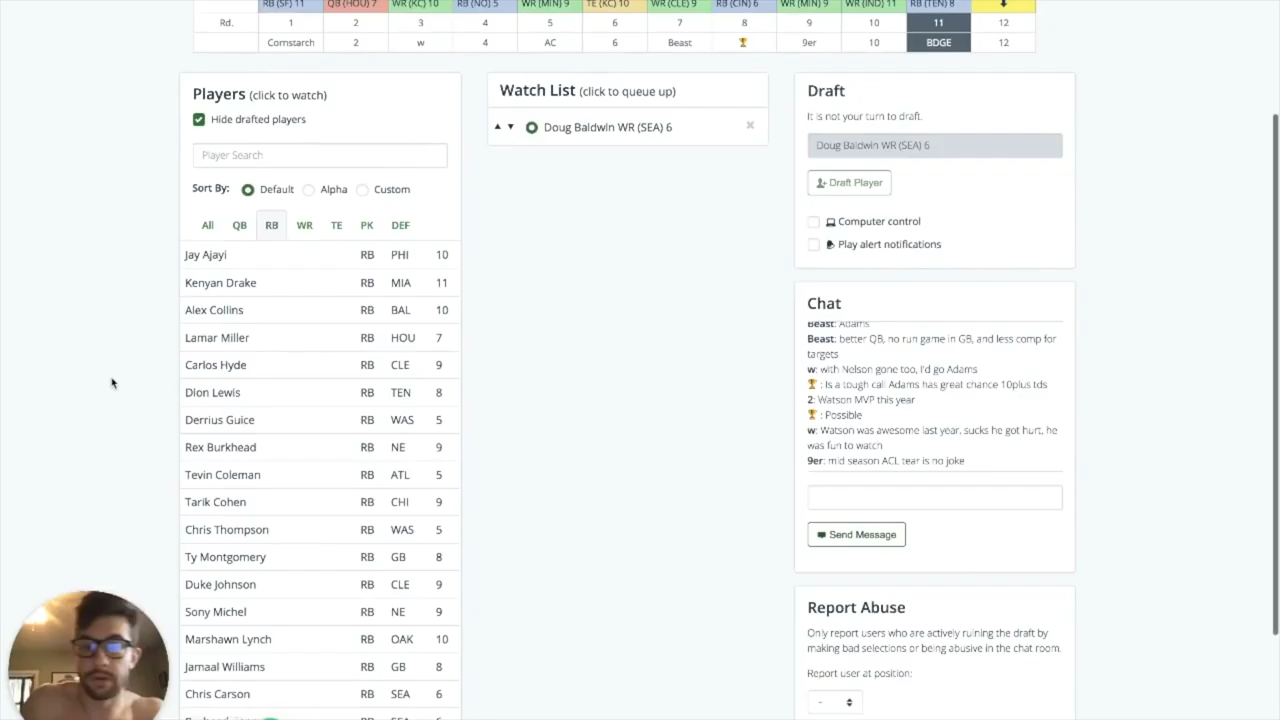 RB (SF) 11 QB (HOU) 7 WR (KC) 10 RB (NO) 5 WR (MIN) 9 TE (KC) 10 WR (CLE) 9 RB (CIN) 6 WR (MIN) 9 WR (IND) 11 RB (TEN) 8
Rd. 1 2 3 4 5 6 7 8 9 10 11 12
Cornstarch 2 w 4 AC 6 Beast 9er 10 BDGE 12
Players (click to watch)
Hide drafted players
Player Search
Sort By: Default Alpha Custom
All QB RB WR TE PK DEF
Jay Ajayi RB PHI 10
Kenyan Drake RB MIA 11
Alex Collins RB BAL 10
Lamar Miller RB HOU 7
Carlos Hyde RB CLE 9
Dion Lewis RB TEN 8
Derrius Guice RB WAS 5
Rex Burkhead RB NE 9
Tevin Coleman RB ATL 5
Tarik Cohen RB CHI 9
Chris Thompson RB WAS 5
Ty Montgomery RB GB 8
Duke Johnson RB CLE 9
Sony Michel RB NE 9
Marshawn Lynch RB OAK 10
Jamaal Williams RB GB 8
Chris Carson RB SEA 6
Watch List (click to queue up)
Doug Baldwin WR (SEA) 6
Draft
It is not your turn to draft.
Doug Baldwin WR (SEA) 6
Draft Player
Computer control
Play alert notifications
Chat
Beast: Adams
Beast: better QB, no run game in GB, and less comp for
targets
w: with Nelson gone too, I'd go Adams
: Is a tough call Adams has great chance 10plus tds
2: Watson MVP this year
: Possible
w: Watson was awesome last year, sucks he got hurt, he
was fun to watch
9er: mid season ACL tear is no joke
Send Message
Report Abuse
Only report users who are actively ruining the draft by
making bad selections or being abusive in the chat room.
Report user at position:
-